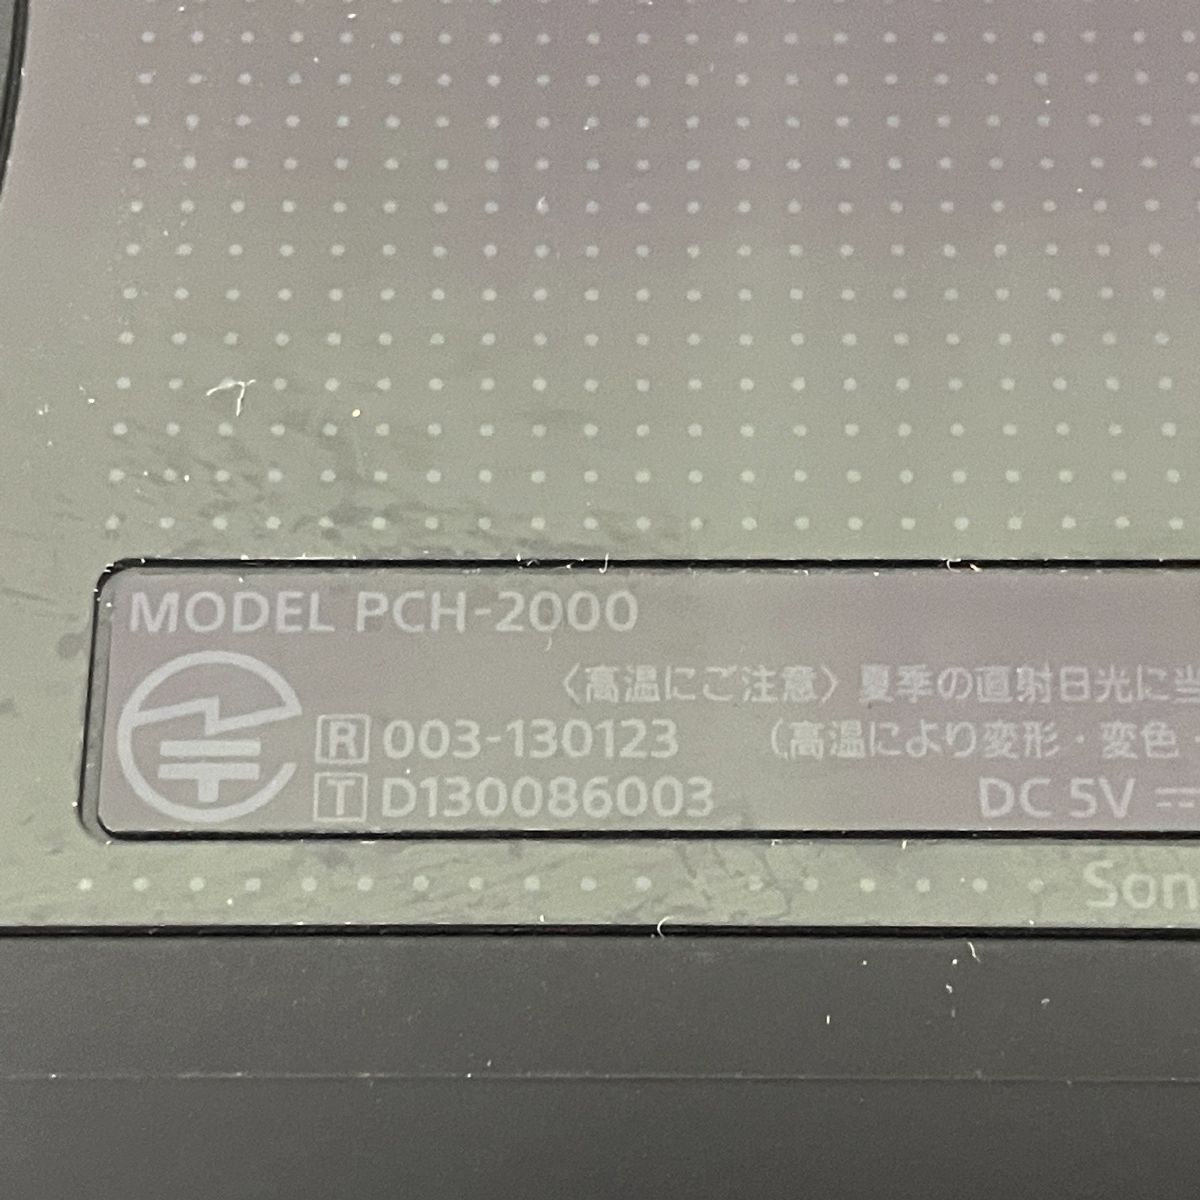 MODEL PCH-2000
〈高温にご注意〉夏季の直射日光に当
R 003-130123
(高温により変形・変色・
T D130086003
DC 5V ⎓
Son